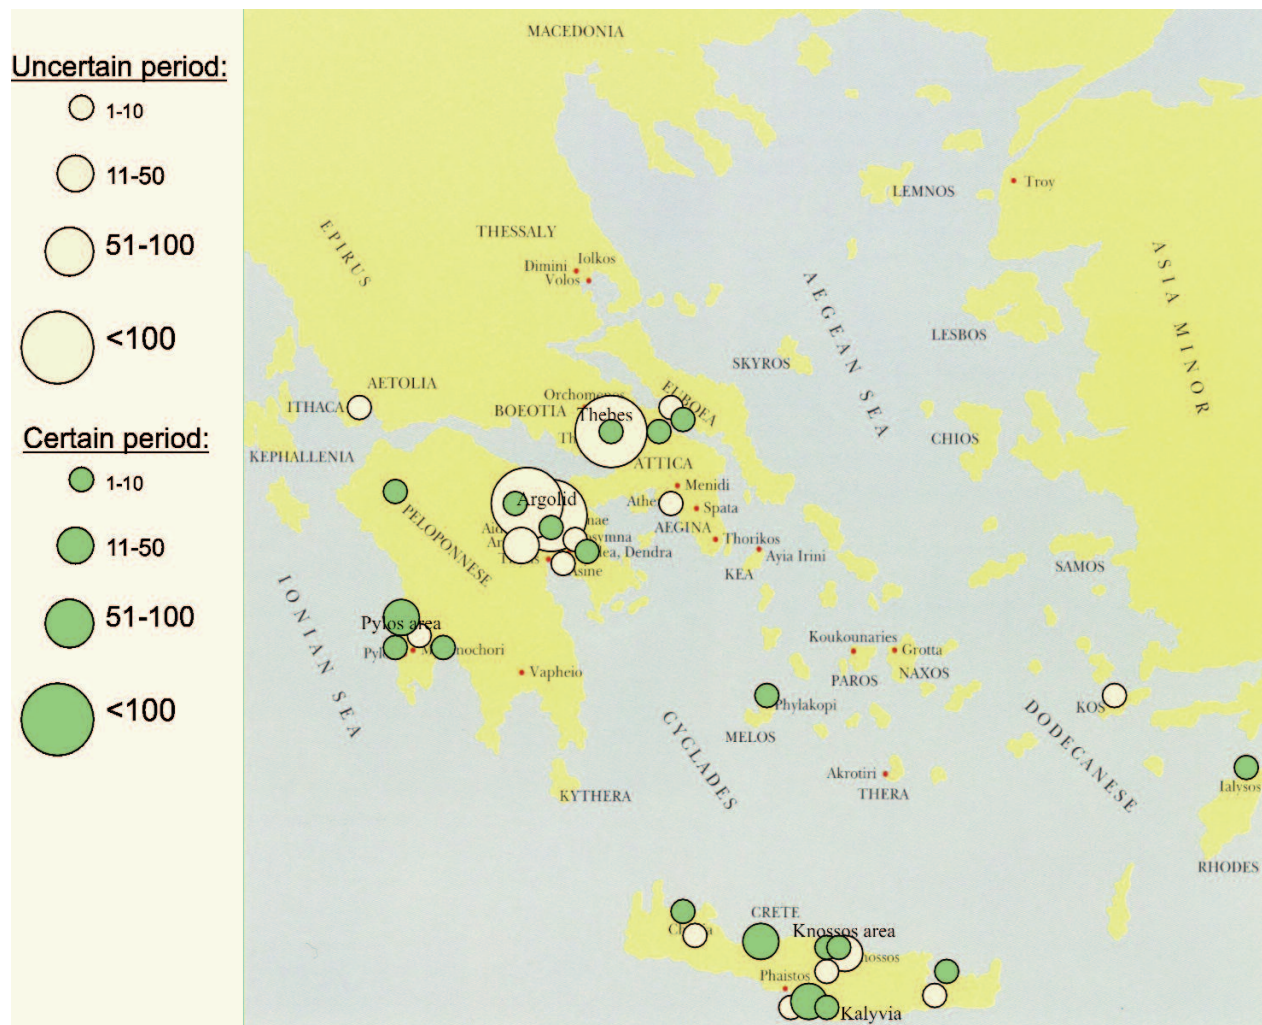 Uncertain period:
1-10
11-50
51-100
<100
Certain period:
1-10
11-50
51-100
<100
MACEDONIA
LEMNOS
Troy
EPIRUS
THESSALY
Iolkos
Dimini
Volos
AEGEAN SEA
ASIA MINOR
LESBOS
SKYROS
AETOLIA
ITHACA
Orchomenos
BOEOTIA
Thebes
EUBOEA
CHIOS
KEPHALLENIA
ATTICA
Menidi
Argolid
Spata
PELOPONNESE
AEGINA
Thorikos
Dendra
Ayia Irini
KEA
Asine
SAMOS
IONIAN SEA
Pylos area
Koukounaries
Grotta
NAXOS
PAROS
Vapheio
Phylakopi
MELOS
KOS
CYCLADES
DODECANESE
Akrotiri
THERA
Ialysos
KYTHERA
RHODES
CRETE
Knossos area
Phaistos
Kalyvia